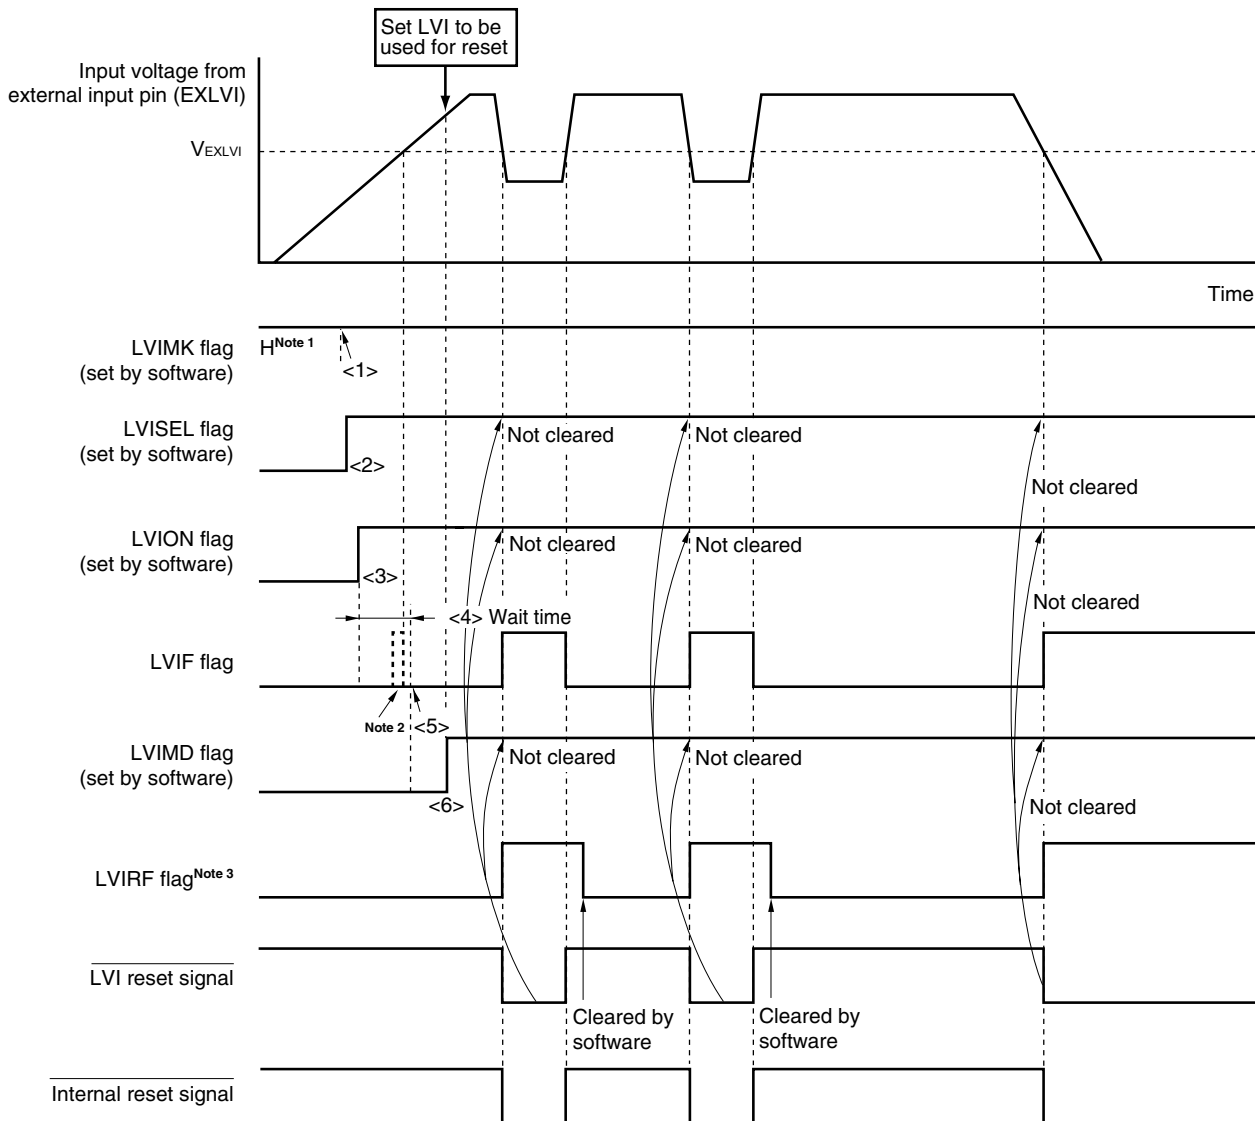 Set LVI to be
used for reset
Input voltage from
external input pin (EXLVI)
VEXLVI
Time
LVIMK flag
(set by software)
H Note 1
<1>
LVISEL flag
(set by software)
<2>
Not cleared
Not cleared
Not cleared
LVION flag
(set by software)
<3>
Not cleared
Not cleared
Not cleared
<4> Wait time
LVIF flag
Note 2
<5>
LVIMD flag
(set by software)
<6>
Not cleared
Not cleared
Not cleared
LVIRF flag Note 3
LVI reset signal
Cleared by
software
Cleared by
software
Internal reset signal